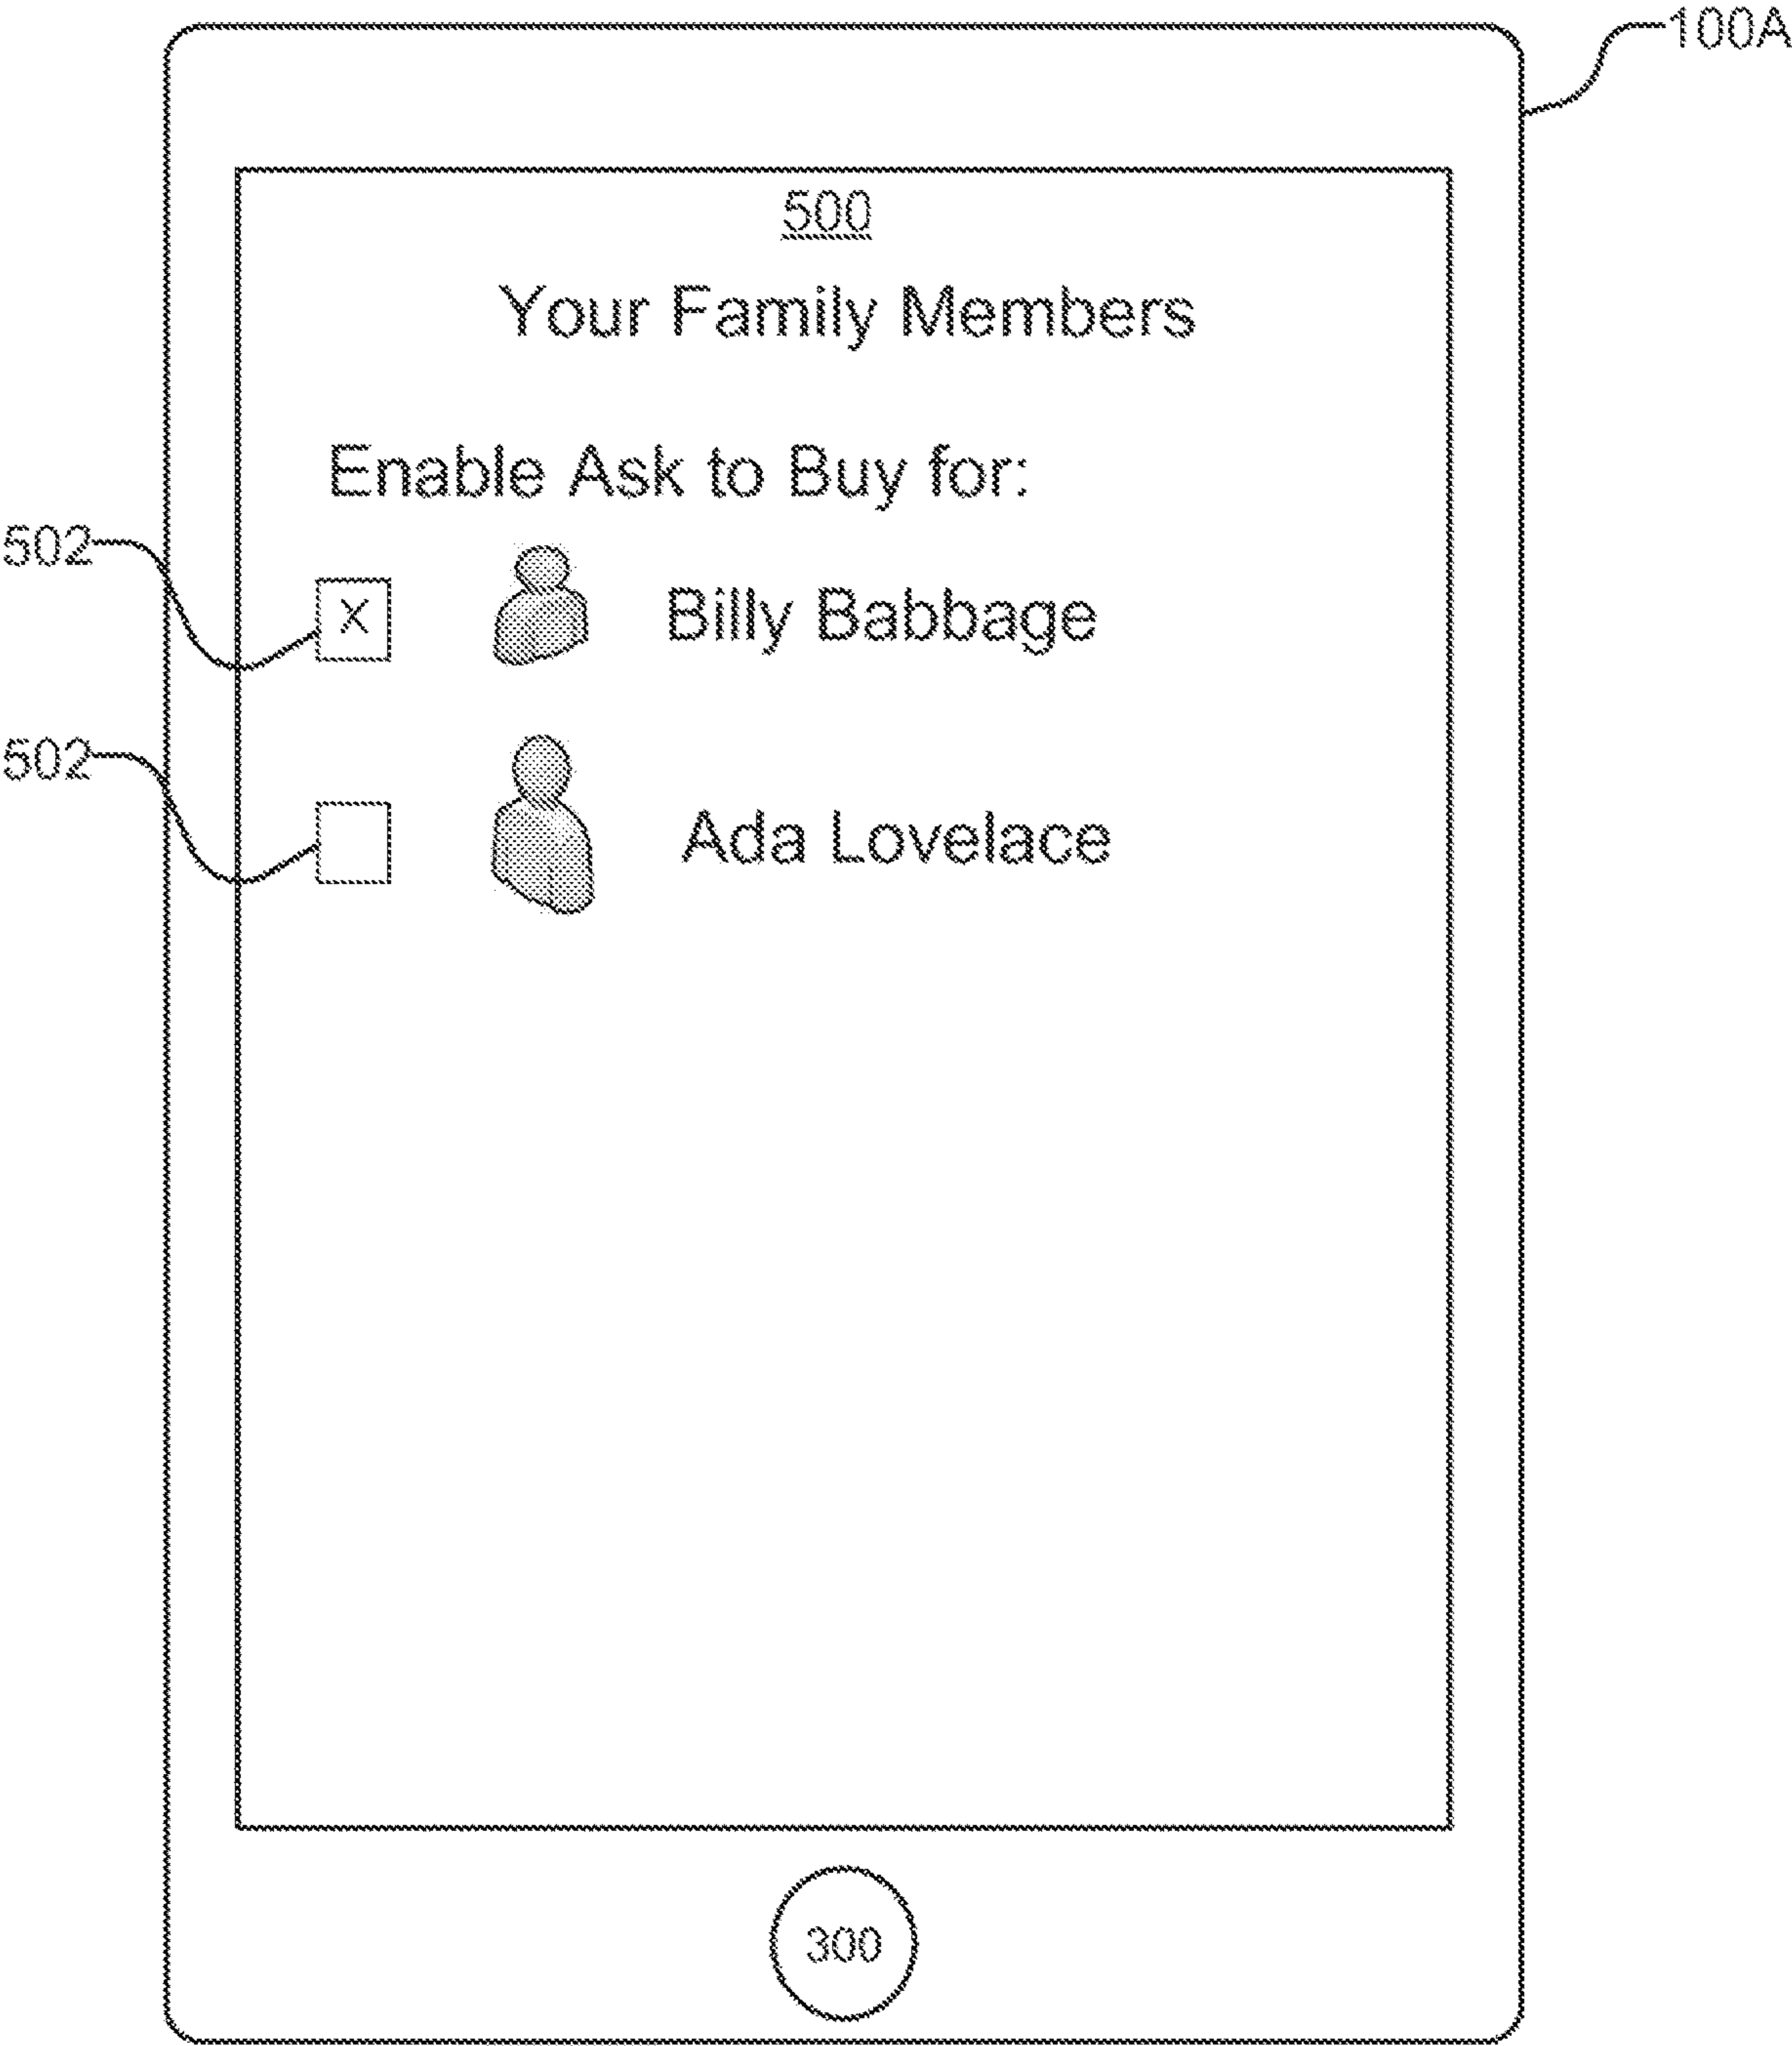 100A
500
Your Family Members
Enable Ask to Buy for:
502
X Billy Babbage
502
Ada Lovelace
300